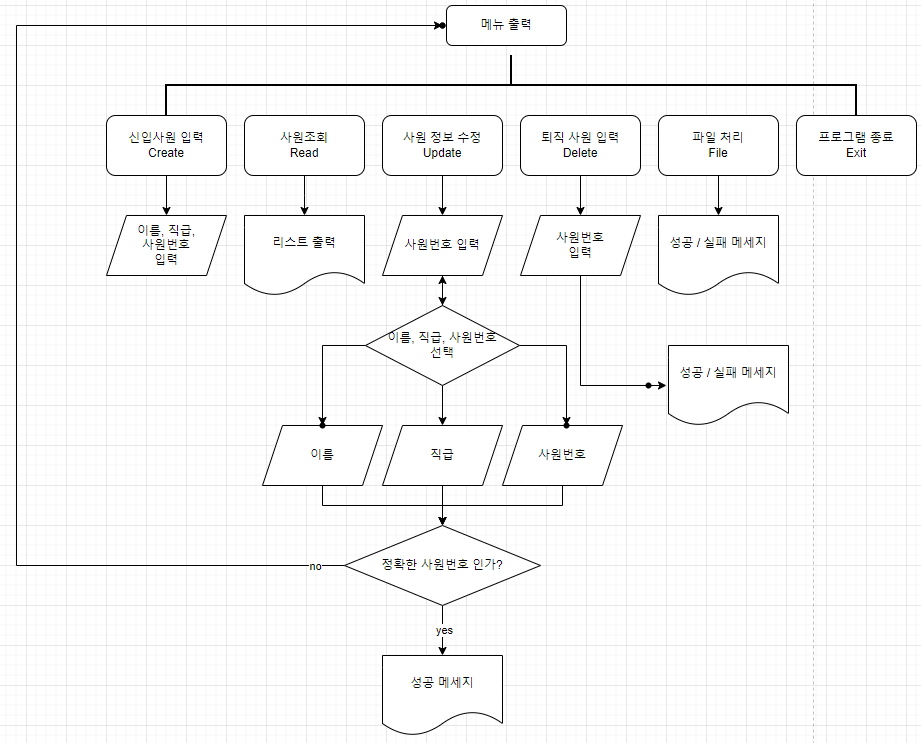 메뉴 출력
신입사원 입력
Create
사원조회
Read
사원 정보 수정
Update
퇴직 사원 입력
Delete
파일 처리
File
프로그램 종료
Exit
이름, 직급,
사원번호
입력
리스트 출력
사원번호 입력
사원번호
입력
성공 / 실패 메세지
이름, 직급, 사원번호
선택
성공 / 실패 메세지
이름
직급
사원번호
정확한 사원번호 인가?
no
yes
성공 메세지